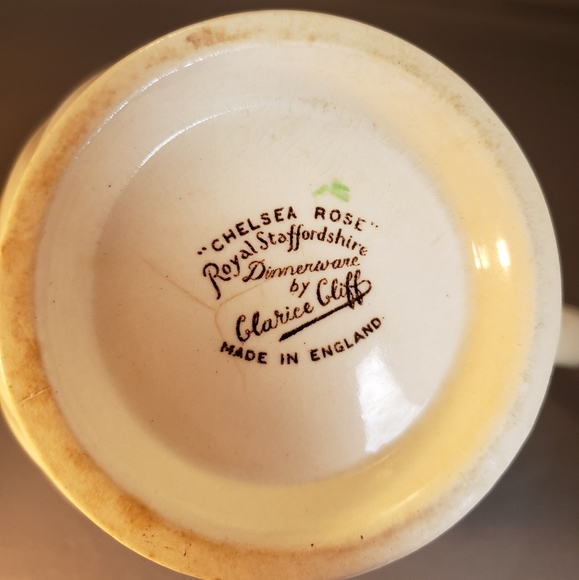 "CHELSEA ROSE"
Royal Staffordshire
Dinnerware
by
Clarice Cliff
MADE IN ENGLAND